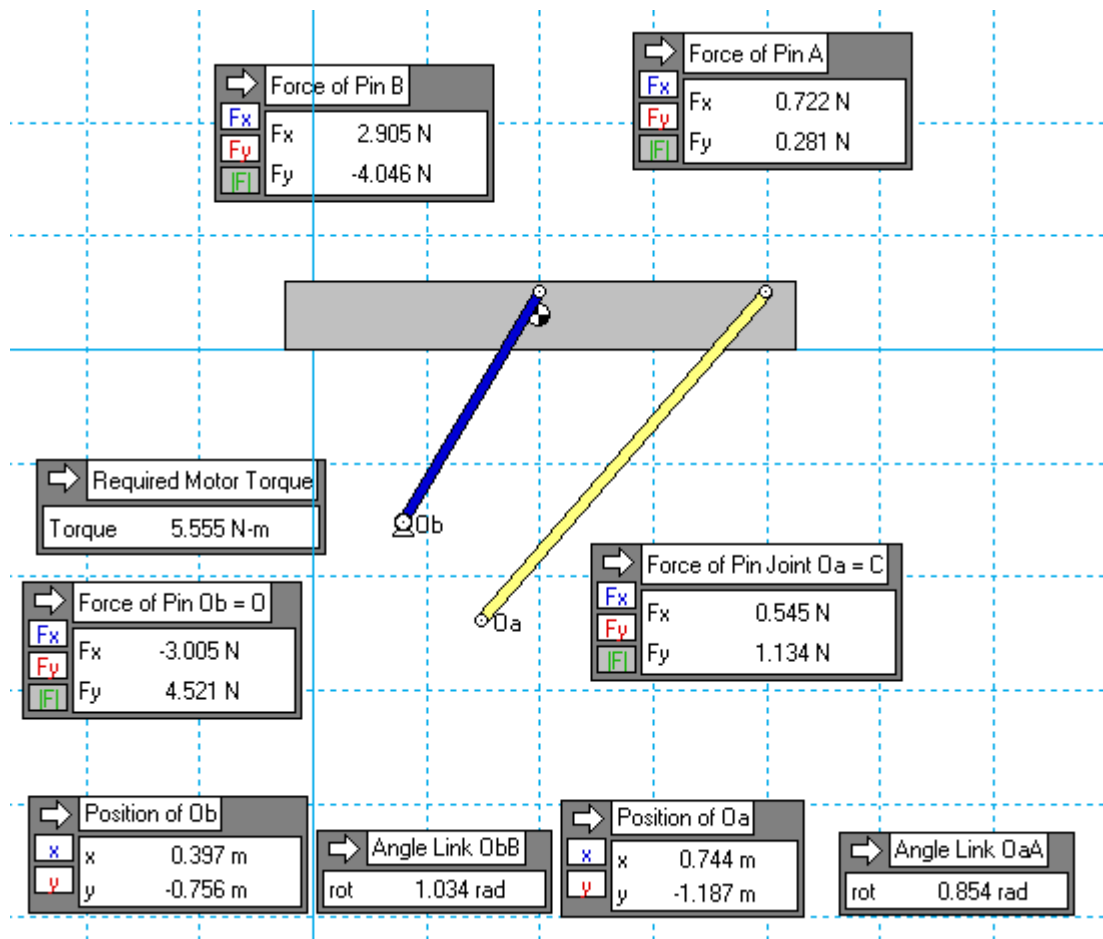 Force of Pin A
Fx
Fy
|F|
Fx 0.722 N
Fy 0.281 N
Force of Pin B
Fx
Fy
|F|
Fx 2.905 N
Fy -4.046 N
Required Motor Torque
Torque 5.555 N-m
Ob
Oa
Force of Pin Joint Oa = C
Fx
Fy
|F|
Fx 0.545 N
Fy 1.134 N
Force of Pin Ob = O
Fx
Fy
|F|
Fx -3.005 N
Fy 4.521 N
Position of Ob
x
y
x 0.397 m
y -0.756 m
Angle Link ObB
rot 1.034 rad
Position of Oa
x
y
x 0.744 m
y -1.187 m
Angle Link OaA
rot 0.854 rad